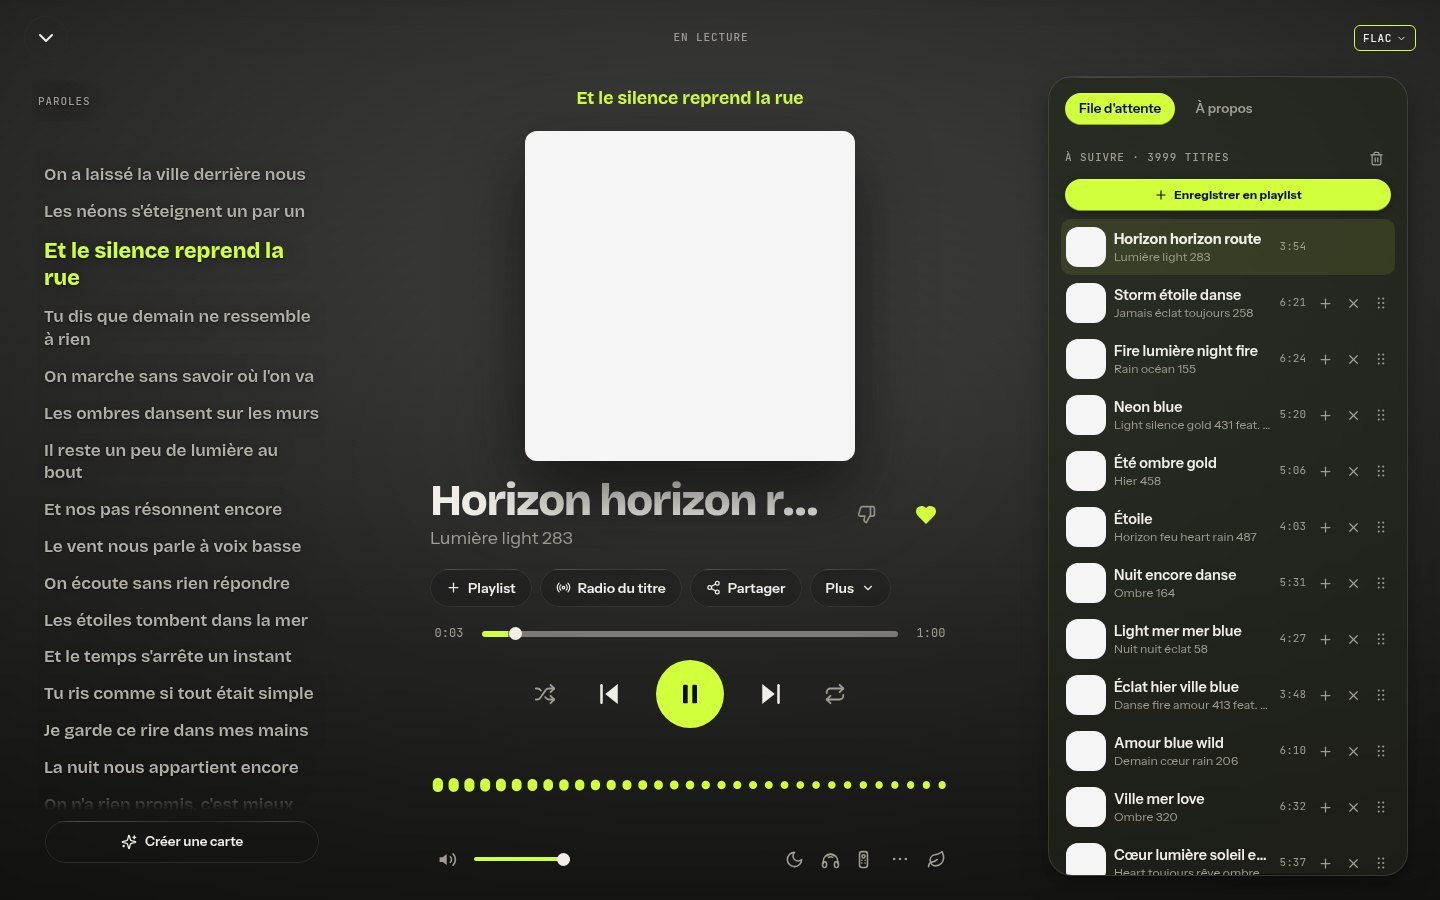 EN LECTURE
FLAC
PAROLES
On a laissé la ville derrière nous
Les néons s'éteignent un par un
Et le silence reprend la
rue
Tu dis que demain ne ressemble
à rien
On marche sans savoir où l'on va
Les ombres dansent sur les murs
Il reste un peu de lumière au
bout
Et nos pas résonnent encore
Le vent nous parle à voix basse
On écoute sans rien répondre
Les étoiles tombent dans la mer
Et le temps s'arrête un instant
Tu ris comme si tout était simple
Je garde ce rire dans mes mains
La nuit nous appartient encore
On n'a rien promis, c'est mieux
Créer une carte
Et le silence reprend la rue
Horizon horizon r...
Lumière light 283
Playlist
Radio du titre
Partager
Plus
0:03
1:00
File d'attente
À propos
À SUIVRE · 3999 TITRES
Enregistrer en playlist
Horizon horizon route
Lumière light 283
3:54
Storm étoile danse
Jamais éclat toujours 258
6:21
Fire lumière night fire
Rain océan 155
6:24
Neon blue
Light silence gold 431 feat. ...
5:20
Été ombre gold
Hier 458
5:06
Étoile
Horizon feu heart rain 487
4:03
Nuit encore danse
Ombre 164
5:31
Light mer mer blue
Nuit nuit éclat 58
4:27
Éclat hier ville blue
Danse fire amour 413 feat. ...
3:48
Amour blue wild
Demain cœur rain 206
6:10
Ville mer love
Ombre 320
6:32
Cœur lumière soleil e...
Heart toujours rêve ombre
5:37